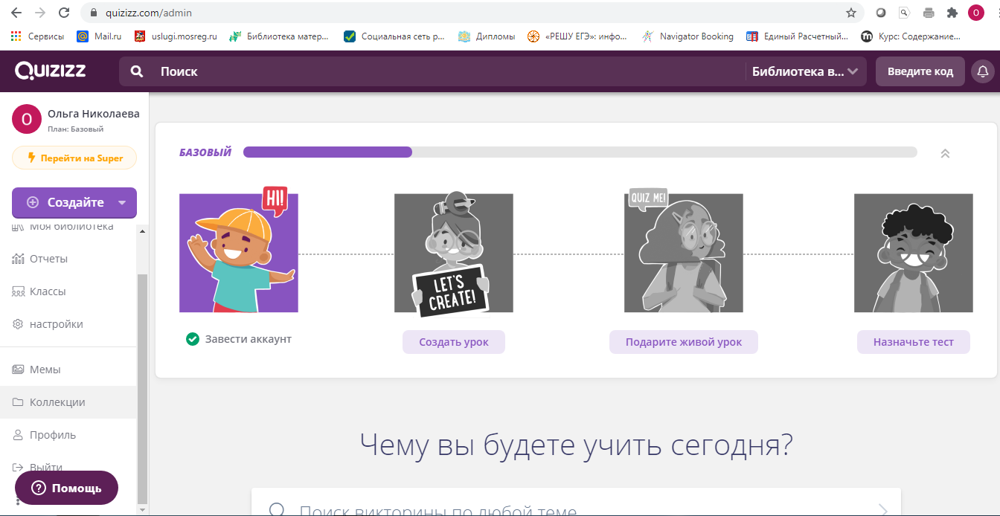 quizizz.com/admin
O
Сервисы
Mail.ru
uslugi.mosreg.ru
Библиотека матер...
Социальная сеть р...
Дипломы
«РЕШУ ЕГЭ»: инфо...
Navigator Booking
Единый Расчетный...
Курс: Содержание...
Quizizz
Поиск
Библиотека в...
Введите код
О
Ольга Николаева
План: Базовый
Перейти на Super
Создайте
Моя библиотека
Отчеты
Классы
настройки
Мемы
Коллекции
Профиль
Выйти
Помощь
БАЗОВЫЙ
HI!
LET'S
CREATE!
QUIZ ME!
Завести аккаунт
Создать урок
Подарите живой урок
Назначьте тест
Чему вы будете учить сегодня?
Поиск викторины по любой теме